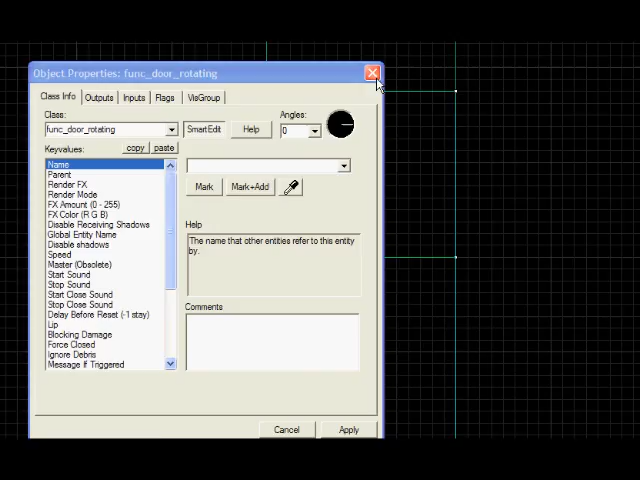 Object Properties: func_door_rotating
Class Info
Outputs
Inputs
Flags
VisGroup
Class:
Angles:
func_door_rotating
SmartEdit
Help
0
Keyvalues:
copy
paste
Name
Parent
Render FX
Render Mode
FX Amount (0 - 255)
FX Color (R G B)
Disable Receiving Shadows
Global Entity Name
Disable shadows
Speed
Master (Obsolete)
Start Sound
Stop Sound
Start Close Sound
Stop Close Sound
Delay Before Reset (-1 stay)
Lip
Blocking Damage
Force Closed
Ignore Debris
Message If Triggered
Mark
Mark+Add
Help
The name that other entities refer to this entity
by.
Comments
Cancel
Apply